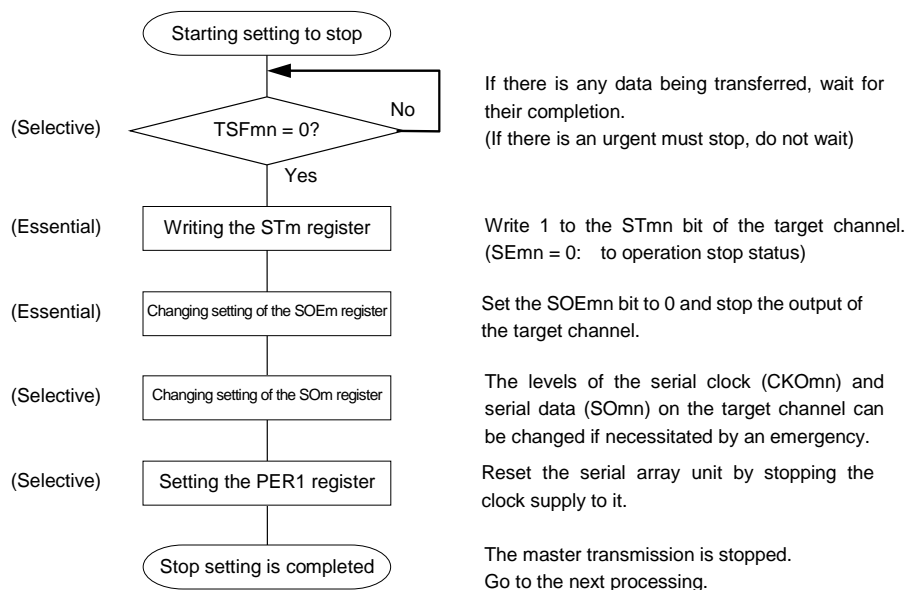 Starting setting to stop
No
(Selective)
TSFmn = 0?
If there is any data being transferred, wait for
their completion.
(If there is an urgent must stop, do not wait)
Yes
(Essential)
Writing the STm register
Write 1 to the STmn bit of the target channel.
(SEmn = 0: to operation stop status)
(Essential)
Changing setting of the SOEm register
Set the SOEmn bit to 0 and stop the output of
the target channel.
(Selective)
Changing setting of the SOm register
The levels of the serial clock (CKOmn) and
serial data (SOmn) on the target channel can
be changed if necessitated by an emergency.
(Selective)
Setting the PER1 register
Reset the serial array unit by stopping the
clock supply to it.
Stop setting is completed
The master transmission is stopped.
Go to the next processing.